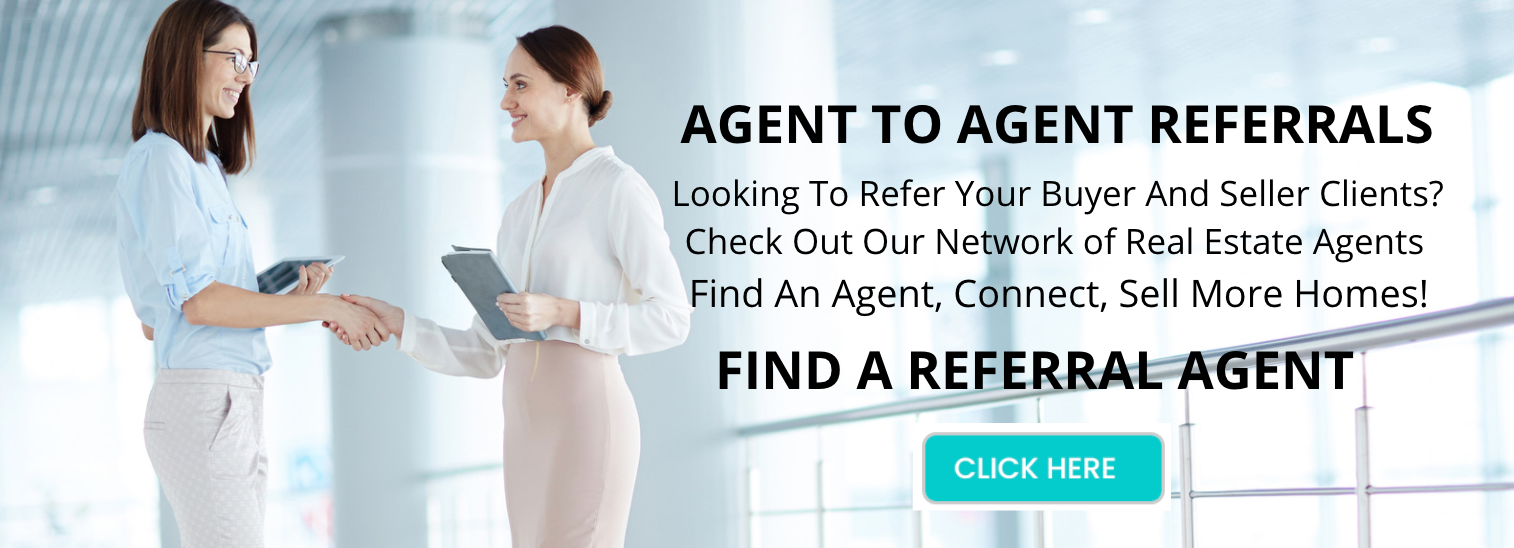 AGENT TO AGENT REFERRALS
Looking To Refer Your Buyer And Seller Clients?
Check Out Our Network of Real Estate Agents
Find An Agent, Connect, Sell More Homes!
FIND A REFERRAL AGENT
CLICK HERE